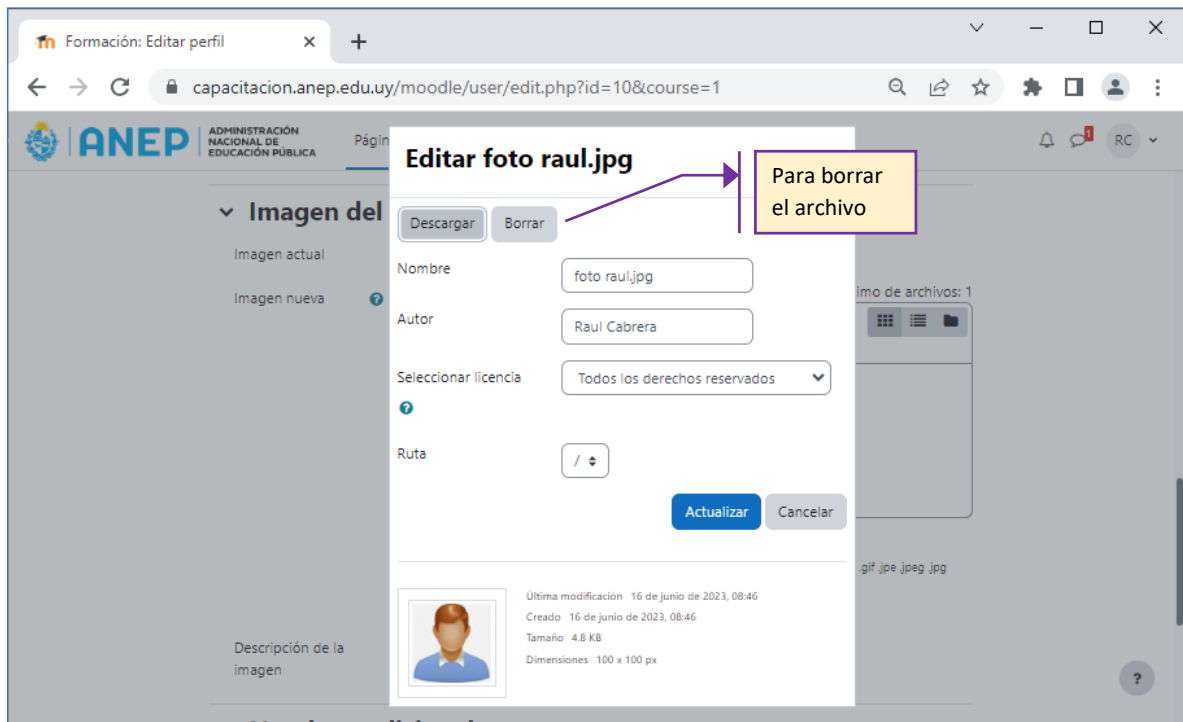 Formación: Editar perfil
capacitacion.anep.edu.uy/moodle/user/edit.php?id=10&course=1
ANEP
ADMINISTRACIÓN
NACIONAL DE
EDUCACIÓN PÚBLICA
Págin
1
RC
Editar foto raul.jpg
Para borrar
el archivo
Imagen del
Descargar Borrar
Imagen actual
Nombre foto raul.jpg
Imagen nueva
imo de archivos: 1
Autor Raul Cabrera
Seleccionar licencia Todos los derechos reservados
Ruta /
Actualizar Cancelar
.gif .jpe .jpeg .jpg
Última modificación 16 de junio de 2023, 08:46
Creado 16 de junio de 2023, 08:46
Tamaño 4.8 KB
Dimensiones 100 x 100 px
Descripción de la
imagen
?